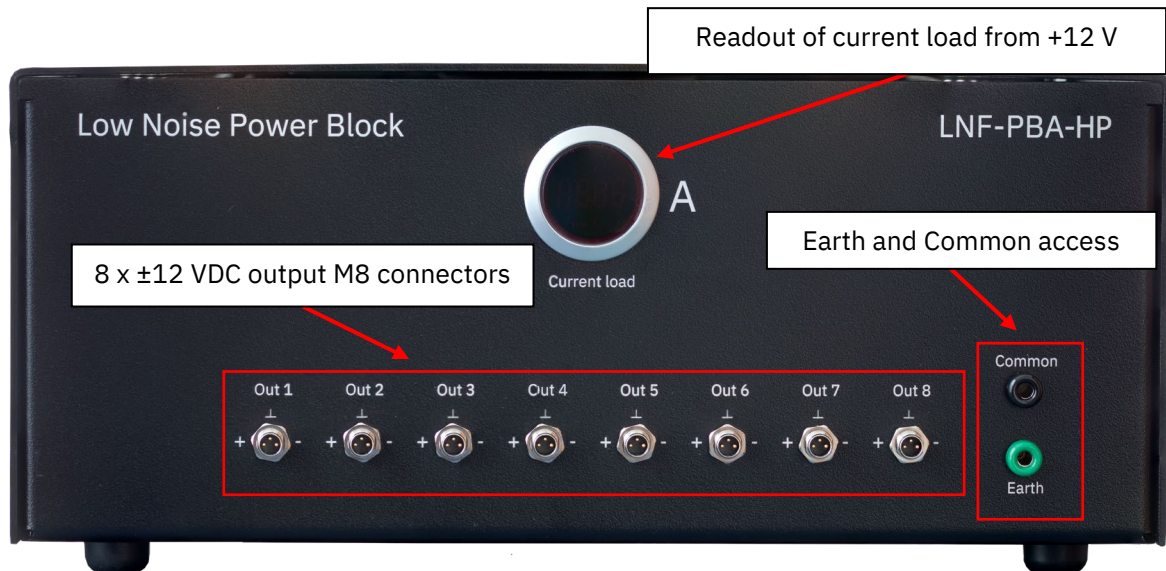 Readout of current load from +12 V
Low Noise Power Block
LNF-PBA-HP
A
Earth and Common access
8 x ±12 VDC output M8 connectors
Current load
Common
Out 1 Out 2 Out 3 Out 4 Out 5 Out 6 Out 7 Out 8
+ - + - + - + - + - + - + - + -
Earth